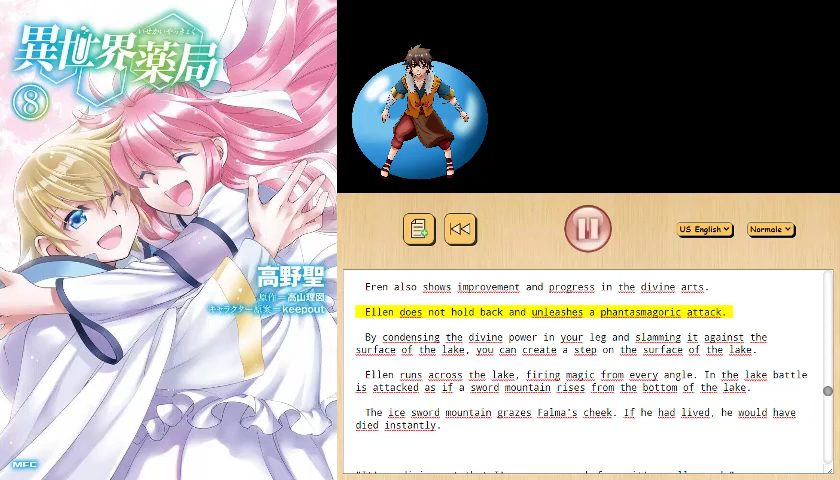 異世界薬局
いせかいやっきょく
8
高野聖
原作=高山理図
キャラクター原案=keepout
MFC
US English
Normale
Eren also shows improvement and progress in the divine arts.
Ellen does not hold back and unleashes a phantasmagoric attack.
By condensing the divine power in your leg and slamming it against the
surface of the lake, you can create a step on the surface of the lake.
Ellen runs across the lake, firing magic from every angle. In the lake battle
is attacked as if a sword mountain rises from the bottom of the lake.
The ice sword mountain grazes Falma's cheek. If he had lived, he would have
died instantly.